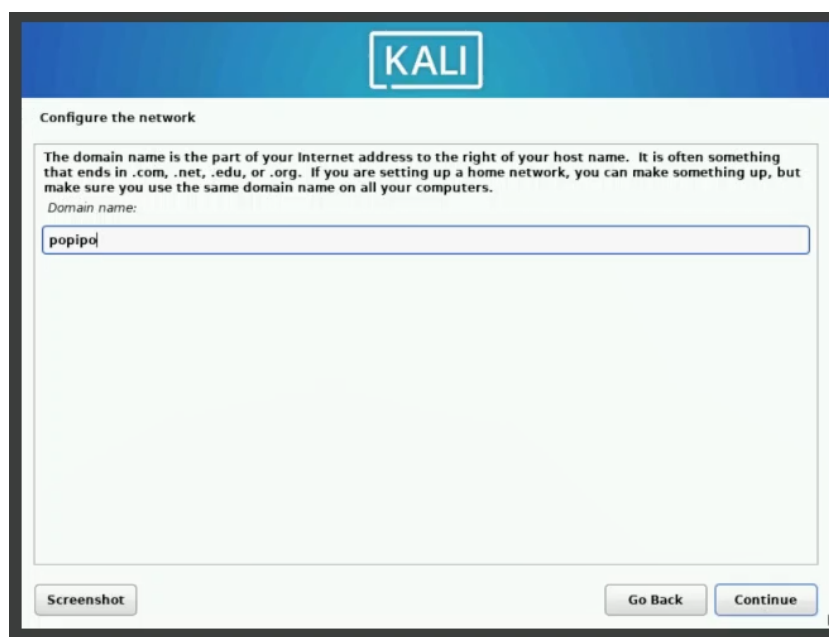 KALI
Configure the network
The domain name is the part of your Internet address to the right of your host name.  It is often something
that ends in .com, .net, .edu, or .org.  If you are setting up a home network, you can make something up, but
make sure you use the same domain name on all your computers.
Domain name:
popipo
Screenshot
Go Back
Continue